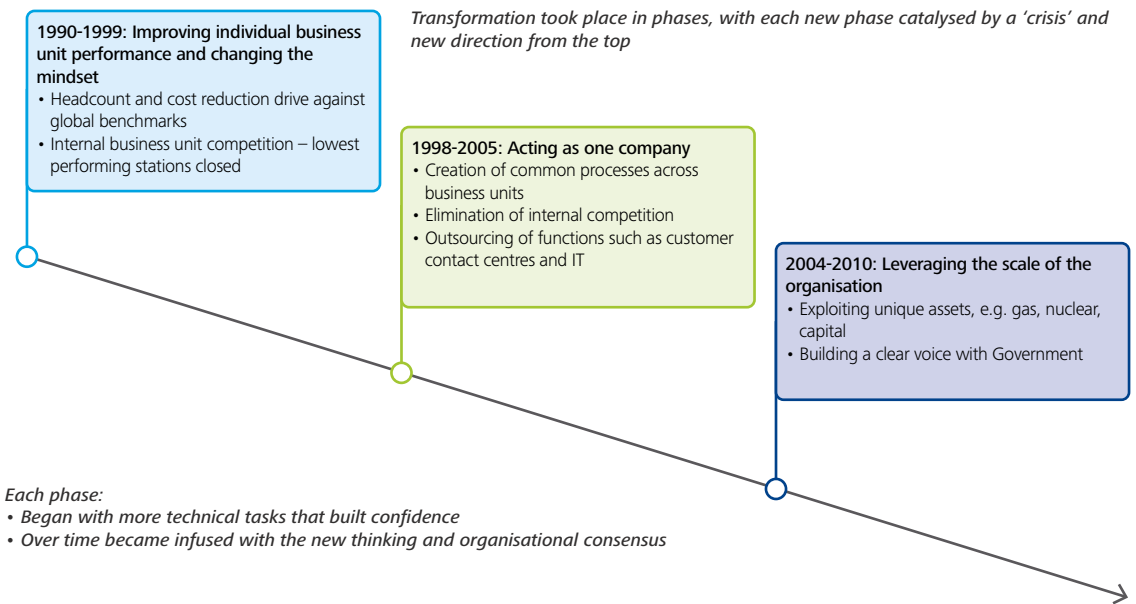 1990-1999: Improving individual business
unit performance and changing the
mindset
• Headcount and cost reduction drive against
global benchmarks
• Internal business unit competition – lowest
performing stations closed
Transformation took place in phases, with each new phase catalysed by a ‘crisis’ and
new direction from the top
1998-2005: Acting as one company
• Creation of common processes across
business units
• Elimination of internal competition
• Outsourcing of functions such as customer
contact centres and IT
2004-2010: Leveraging the scale of the
organisation
• Exploiting unique assets, e.g. gas, nuclear,
capital
• Building a clear voice with Government
Each phase:
• Began with more technical tasks that built confidence
• Over time became infused with the new thinking and organisational consensus